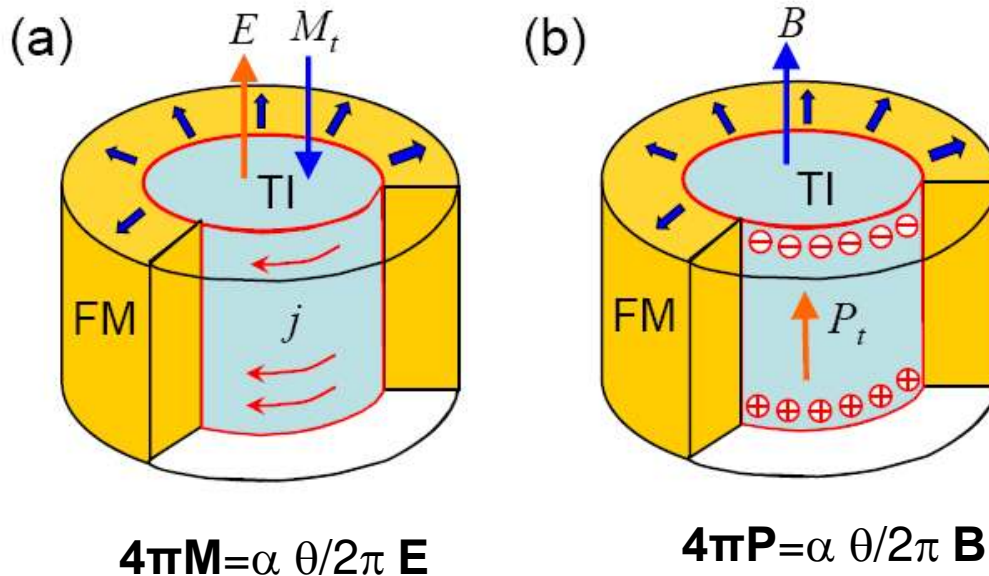 (a)
E
M_t
TI
FM
j
4πM=α θ/2π E
(b)
B
TI
⊖ ⊖ ⊖ ⊖ ⊖ ⊖
FM
P_t
⊕ ⊕ ⊕ ⊕ ⊕ ⊕
4πP=α θ/2π B